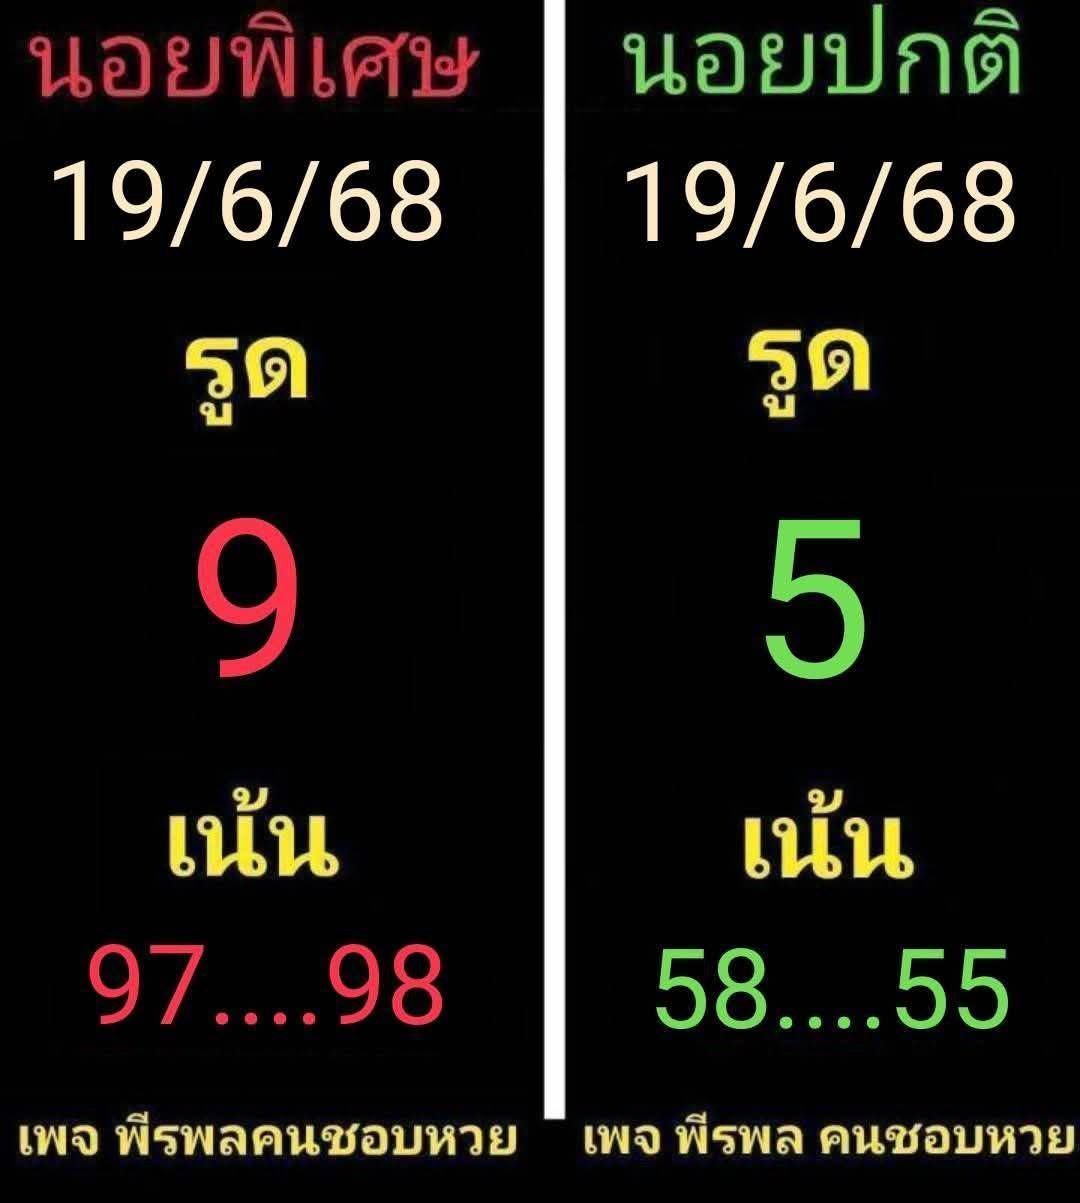 นอยพิเศษ
19/6/68
รูด
9
เน้น
97....98
เพจ พีรพลคนชอบหวย
นอยปกติ
19/6/68
รูด
5
เน้น
58....55
เพจ พีรพล คนชอบหวย